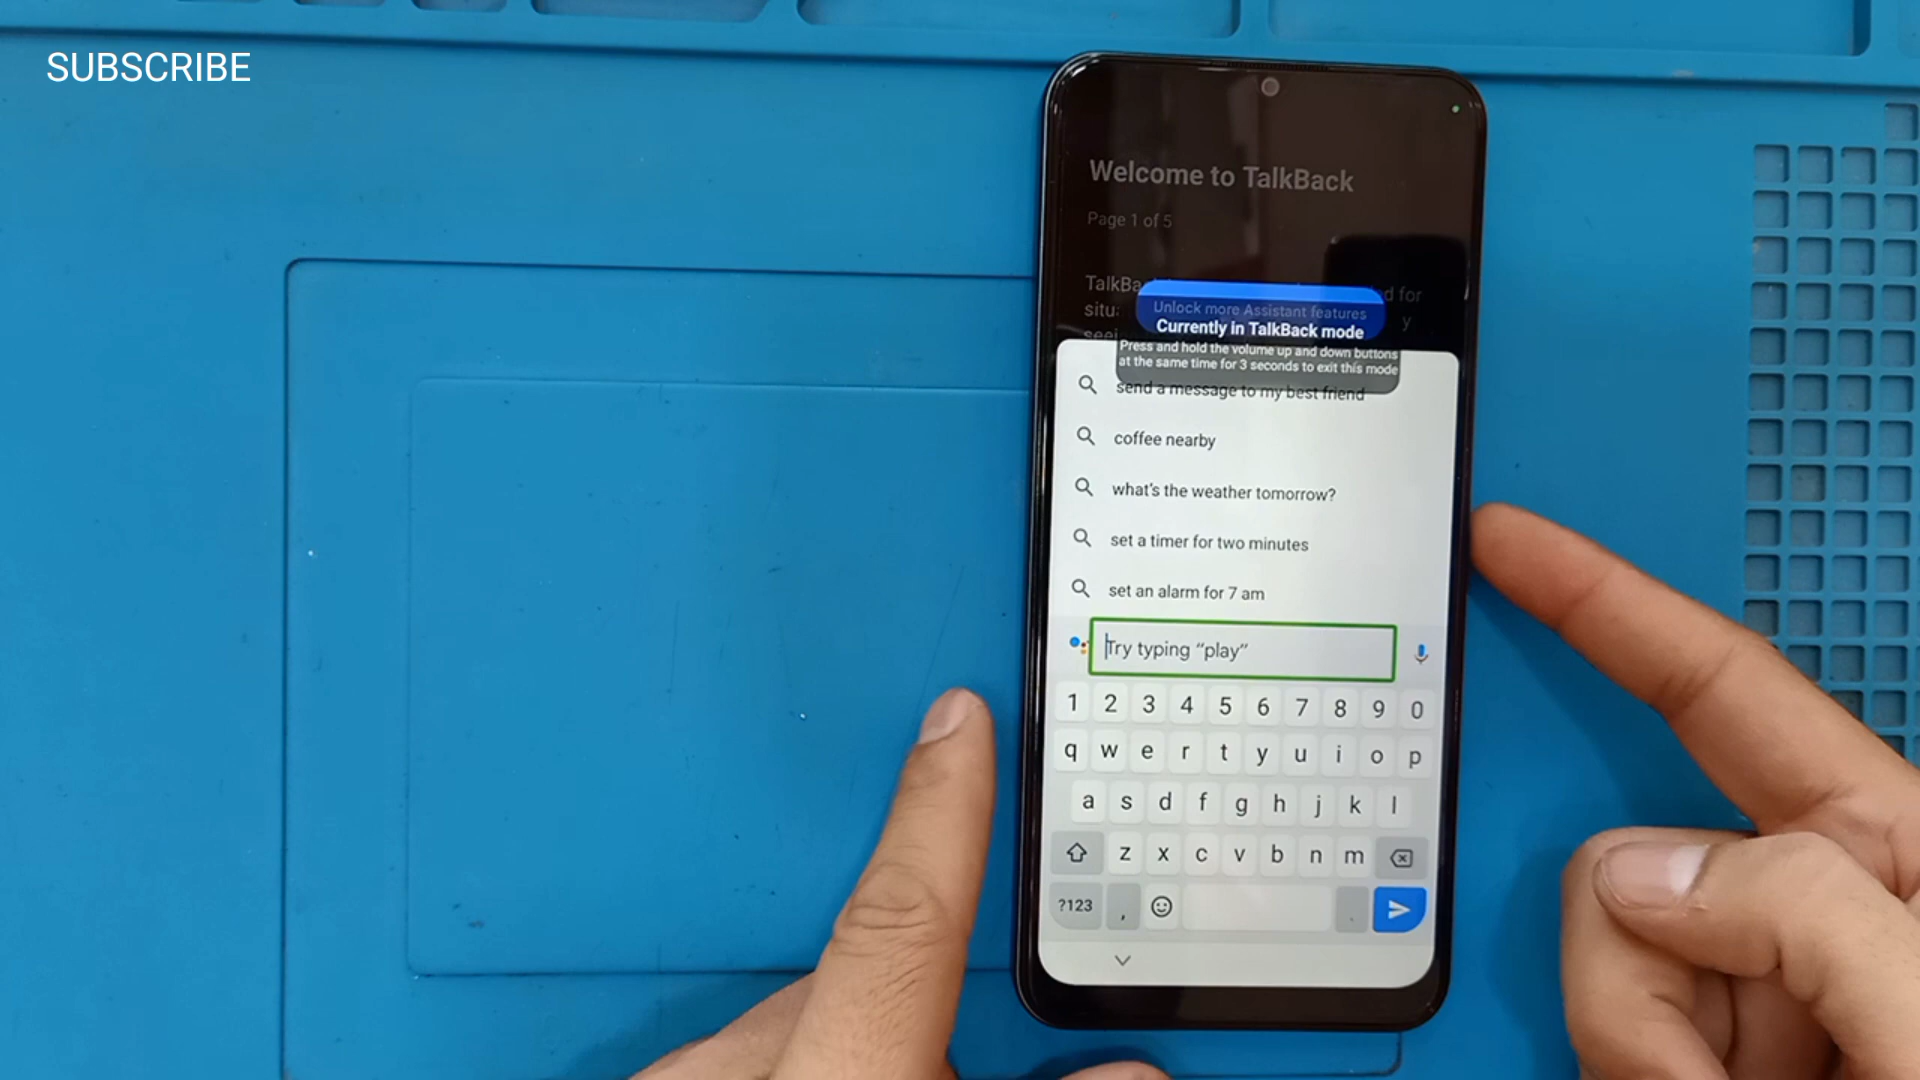 SUBSCRIBE
Welcome to TalkBack
Page 1 of 5
TalkBa
d for
situ
y
Unlock more Assistant features
Currently in TalkBack mode
Press and hold the volume up and down buttons
at the same time for 3 seconds to exit this mode
send a message to my best friend
coffee nearby
what's the weather tomorrow?
set a timer for two minutes
set an alarm for 7 am
Try typing “play”
1 2 3 4 5 6 7 8 9 0
q w e r t y u i o p
a s d f g h j k l
z x c v b n m
?123 , .